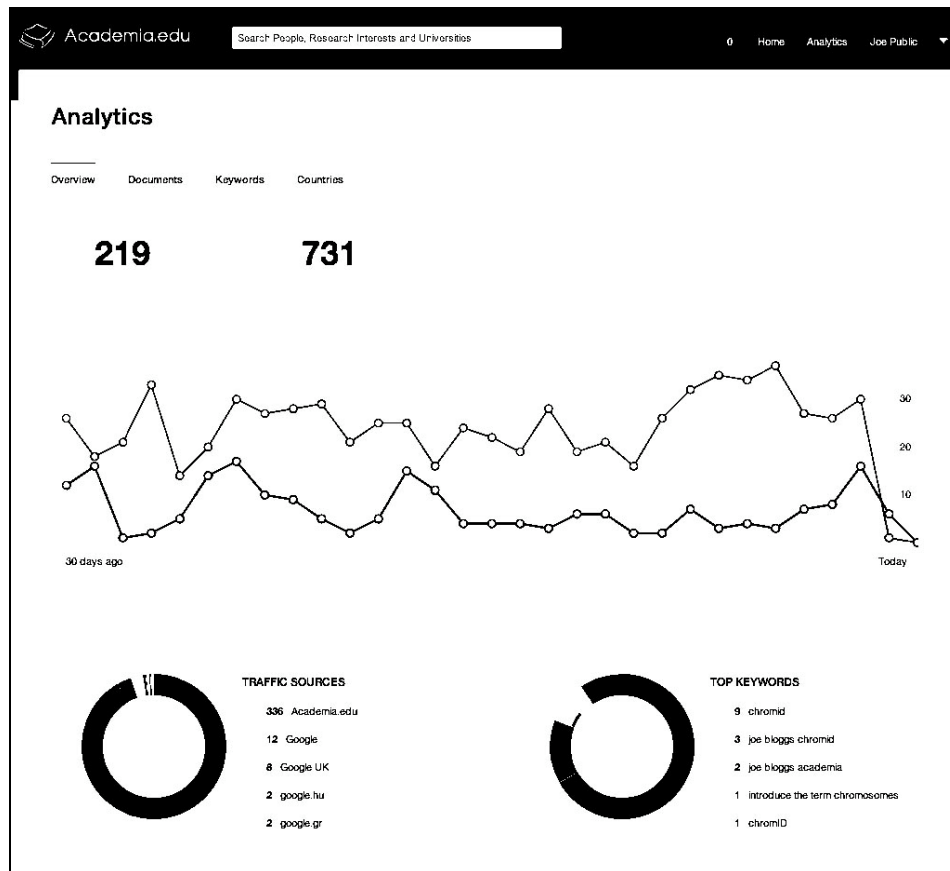 Academia.edu
Search People, Research Interests and Universities
0 Home Analytics Joe Public
Analytics
Overview Documents Keywords Countries
219 731
30
20
10
30 days ago Today
TRAFFIC SOURCES
336 Academia.edu
12 Google
8 Google UK
2 google.hu
2 google.gr
TOP KEYWORDS
9 chromid
3 joe bloggs chromid
2 joe bloggs academia
1 introduce the term chromosomes
1 chromID